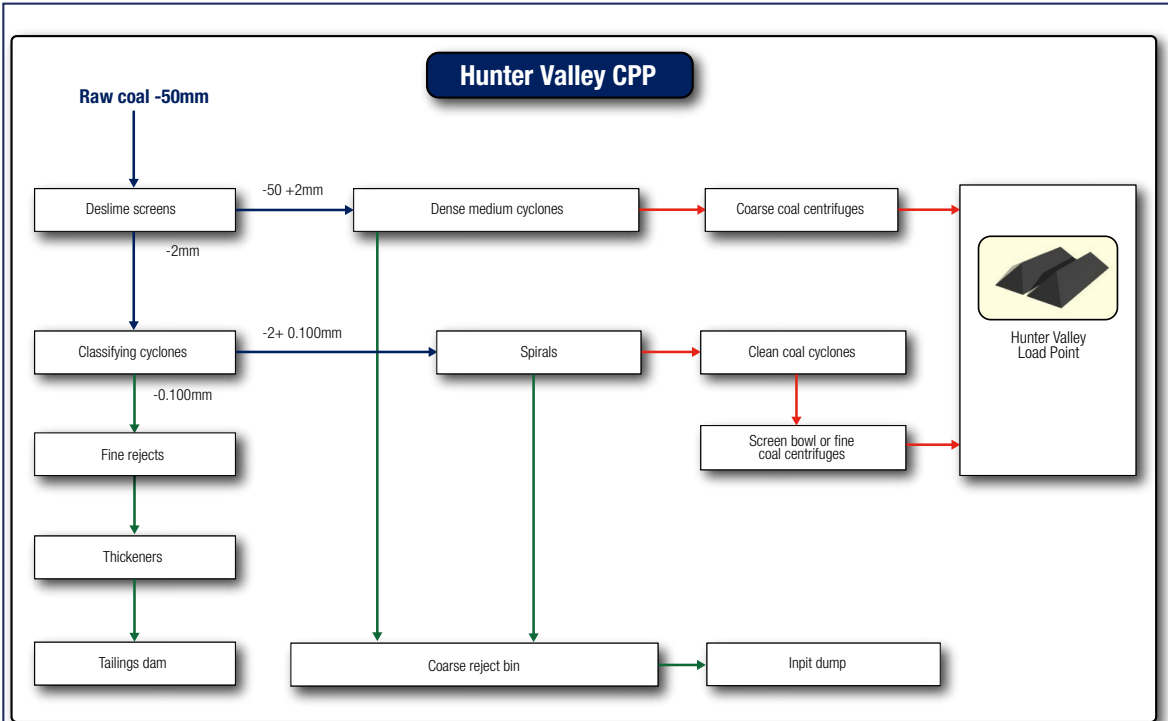 Hunter Valley CPP
Raw coal -50mm
-50 +2mm
Deslime screens
Dense medium cyclones
Coarse coal centrifuges
-2mm
Hunter Valley
Load Point
-2+ 0.100mm
Classifying cyclones
Spirals
Clean coal cyclones
-0.100mm
Fine rejects
Screen bowl or fine
coal centrifuges
Thickeners
Tailings dam
Coarse reject bin
Inpit dump